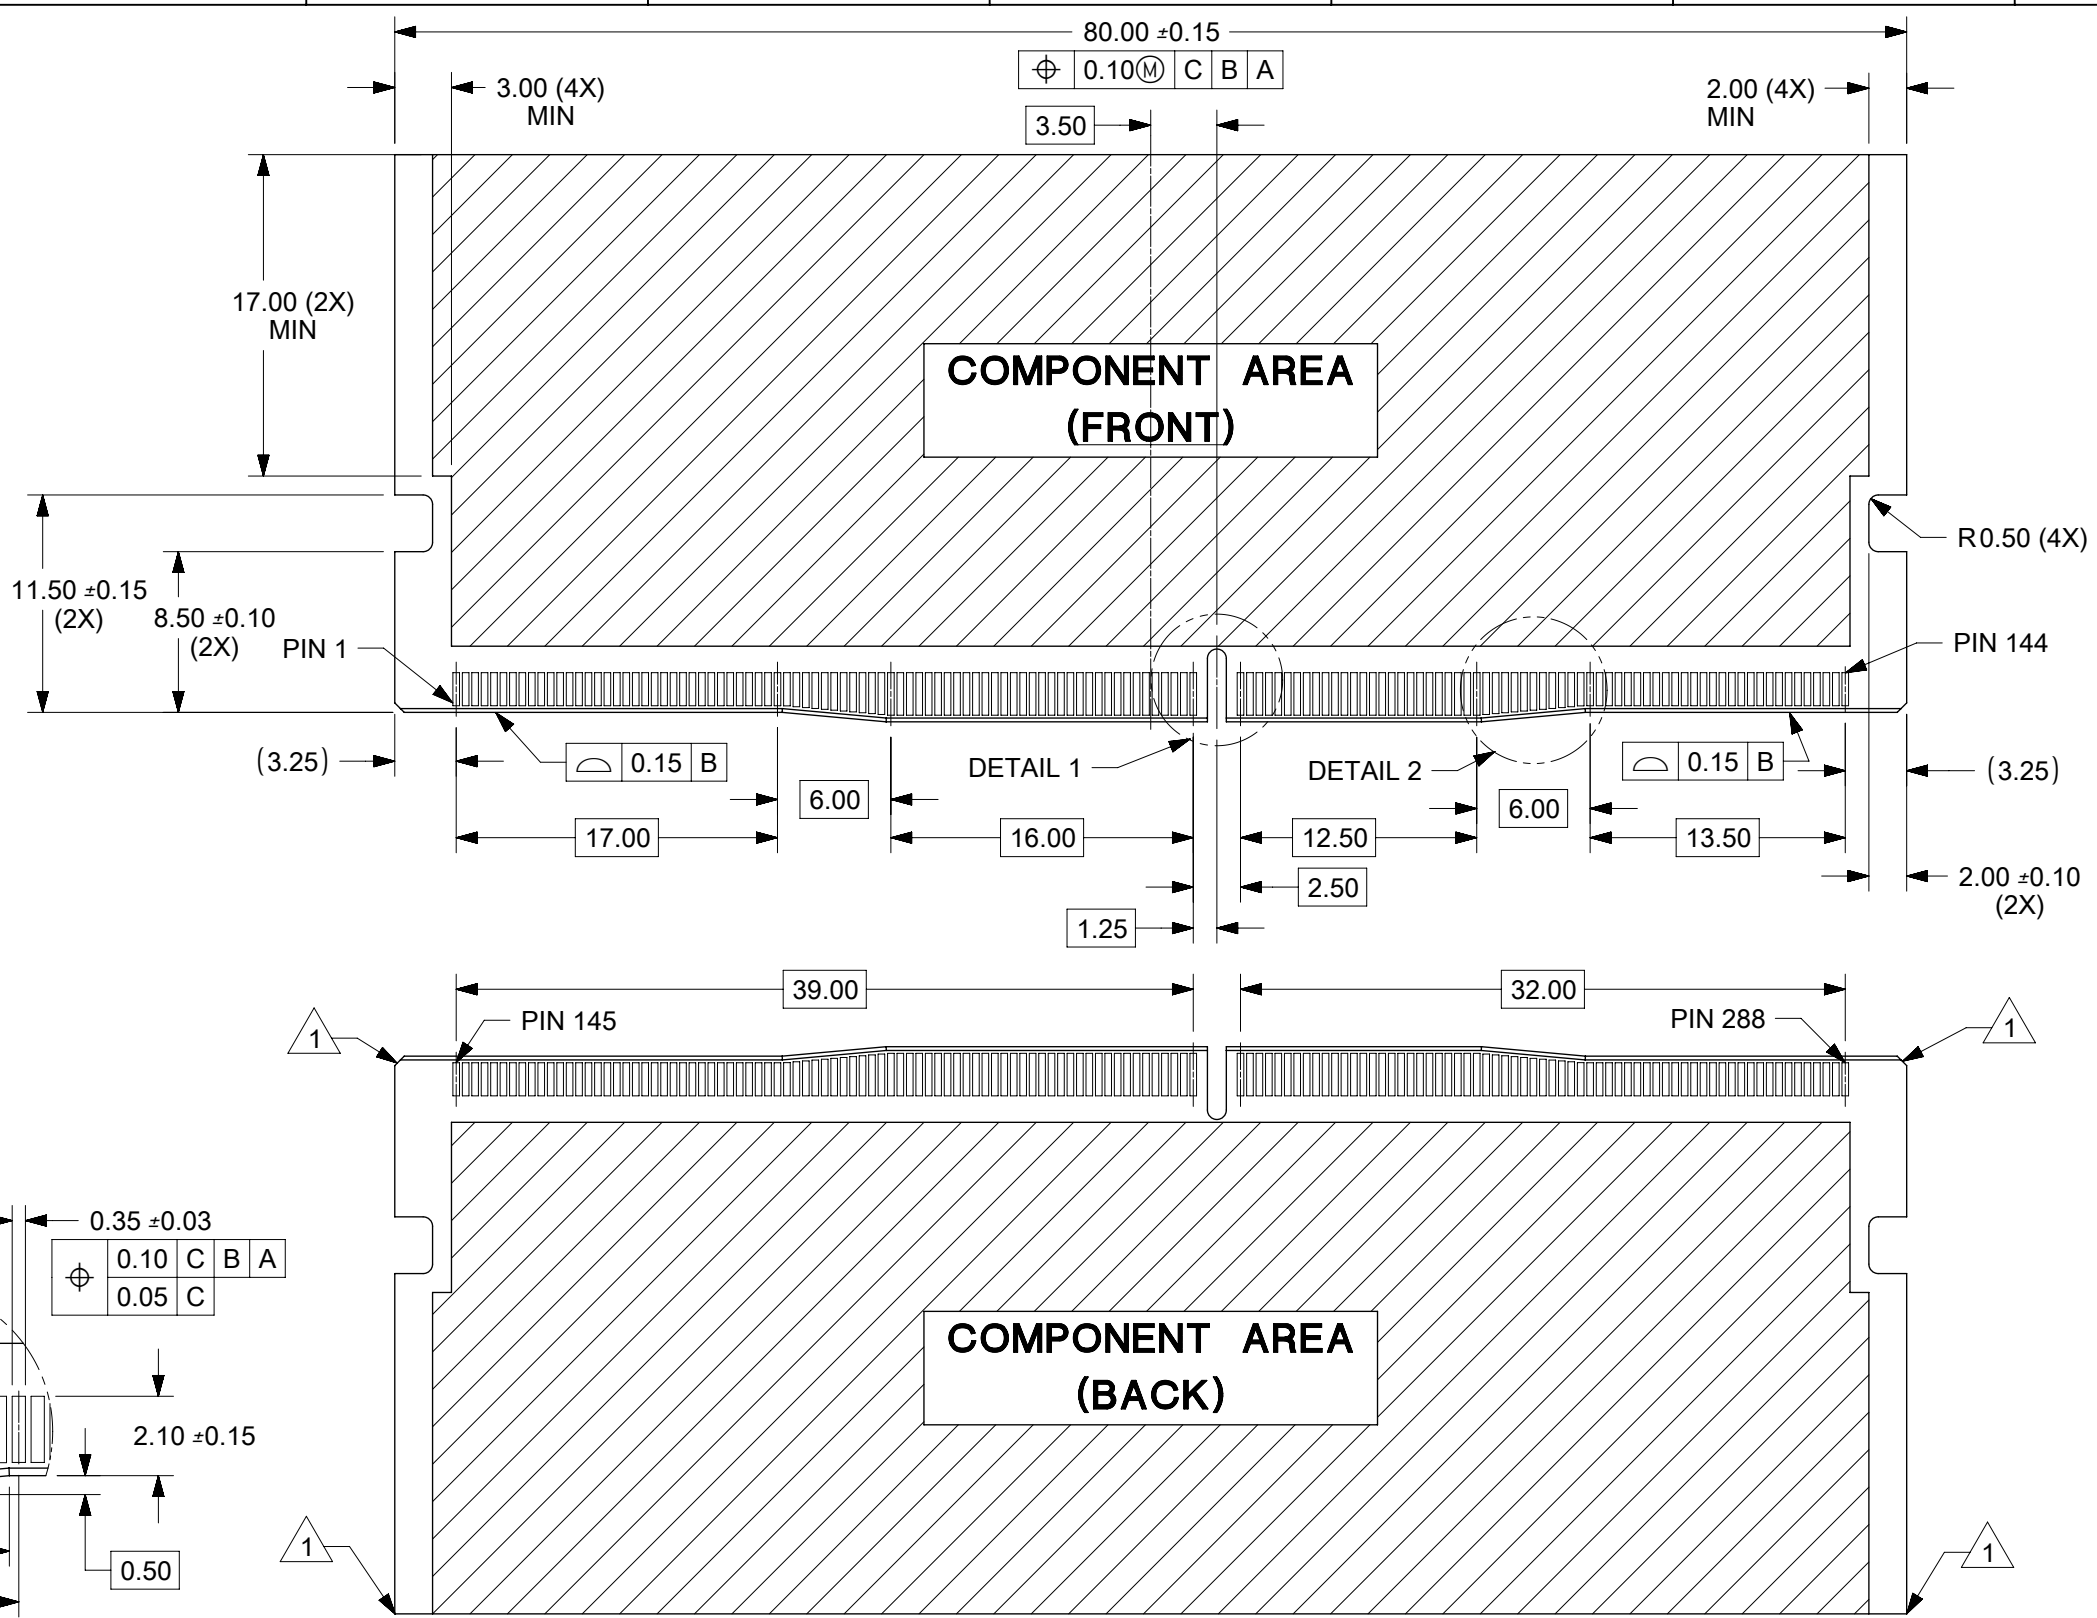 80.00 ±0.15
⌖ 0.10Ⓜ C B A
3.00 (4X)
MIN
2.00 (4X)
MIN
3.50
17.00 (2X)
MIN
COMPONENT AREA
(FRONT)
R0.50 (4X)
11.50 ±0.15
(2X)
8.50 ±0.10
(2X)
PIN 1
PIN 144
(3.25)
⌓ 0.15 B
DETAIL 1
DETAIL 2
⌓ 0.15 B
(3.25)
6.00
6.00
17.00
16.00
12.50
13.50
2.50
2.00 ±0.10
(2X)
1.25
39.00
32.00
1
PIN 145
PIN 288
1
0.35 ±0.03
⌖ 0.10 C B A
0.05 C
COMPONENT AREA
(BACK)
2.10 ±0.15
0.50
1
1